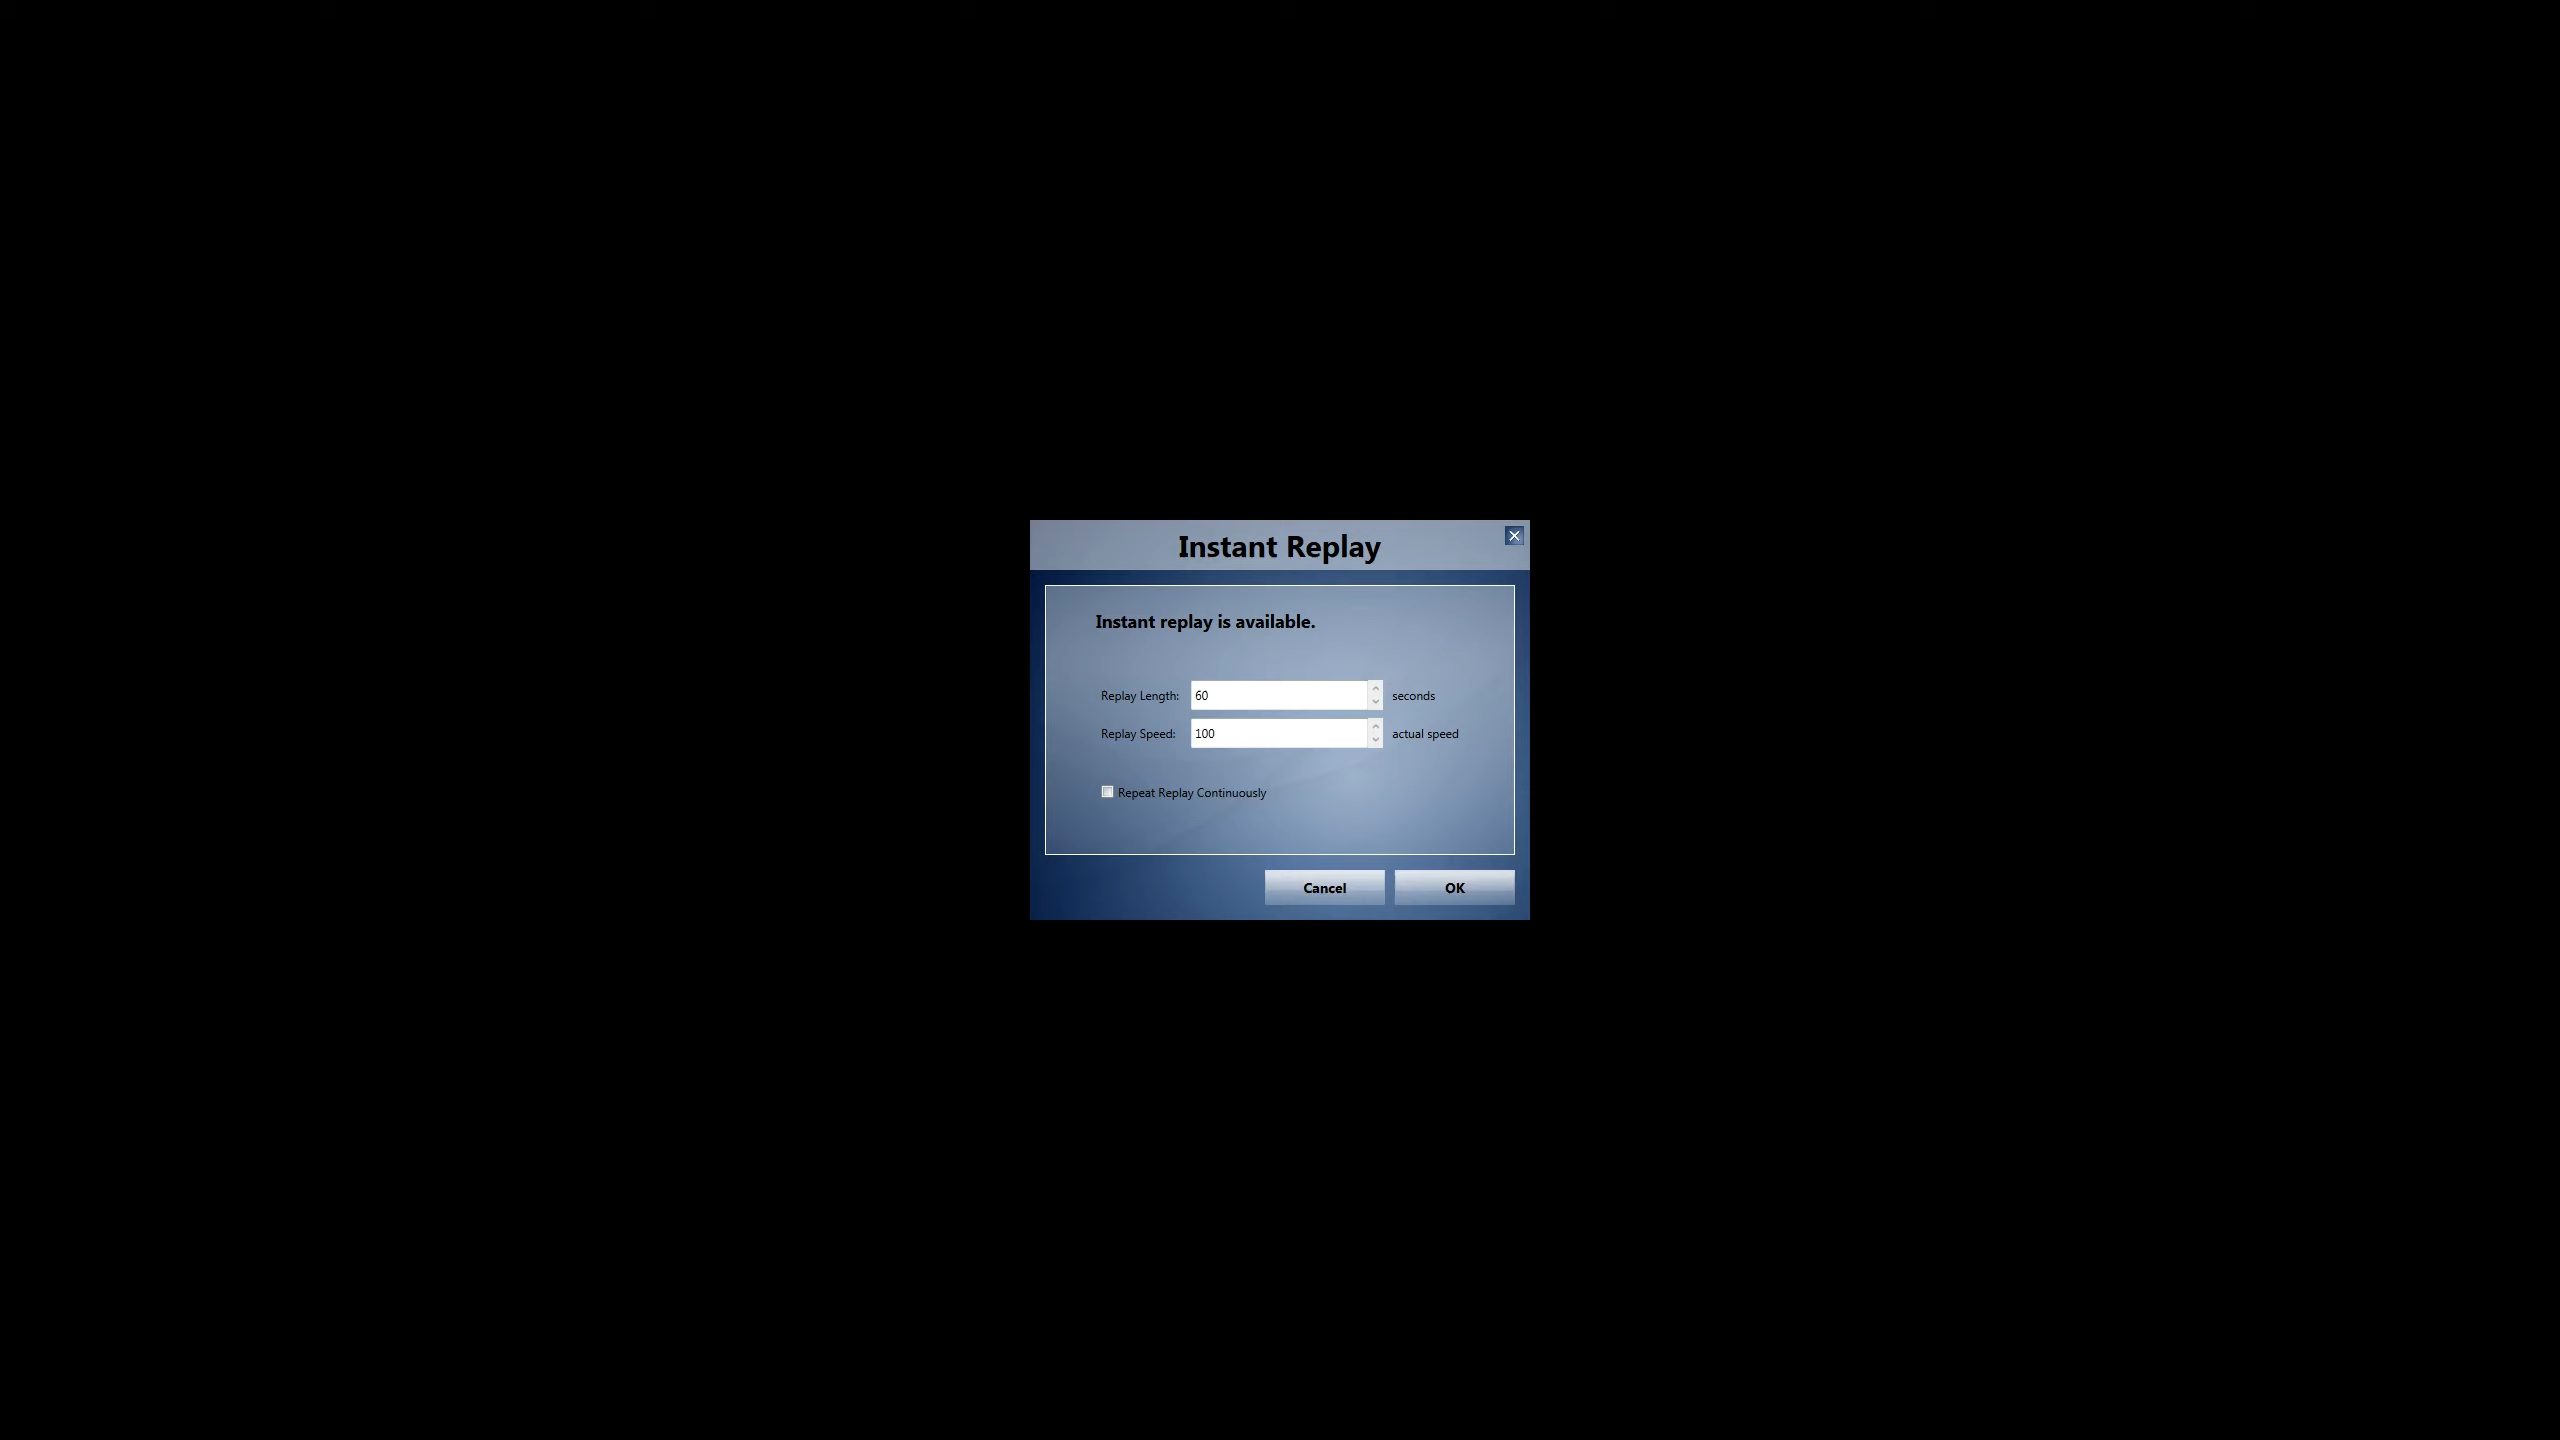 Instant Replay
Instant replay is available.
Replay Length: 60 seconds
Replay Speed: 100 actual speed
Repeat Replay Continuously
Cancel OK